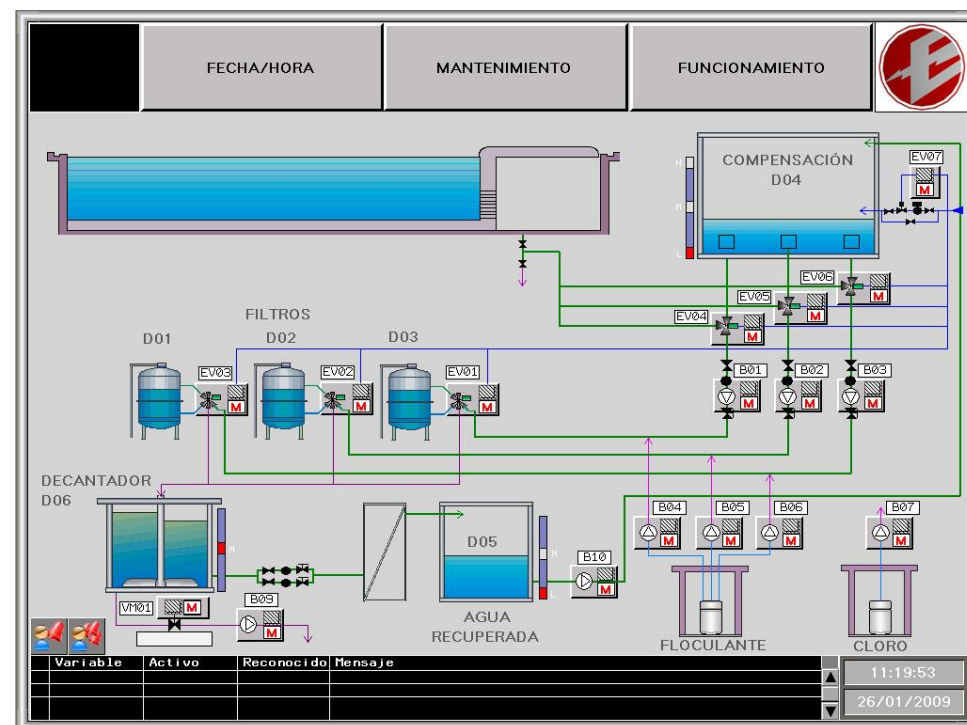 FECHA/HORA
MANTENIMIENTO
FUNCIONAMIENTO
COMPENSACIÓN
D04
EV07
M
H
M
L
EV06
M
EV05
M
EV04
M
FILTROS
D01
D02
D03
EV03
M
EV02
M
EV01
M
B01
M
B02
M
B03
M
DECANTADOR
D06
M
D05
M
L
B10
M
B04
M
B05
M
B06
M
B07
M
VM01
M
B09
M
AGUA
RECUPERADA
FLOCULANTE
CLORO
Variable Activo Reconocido Mensaje
11:19:53
26/01/2009